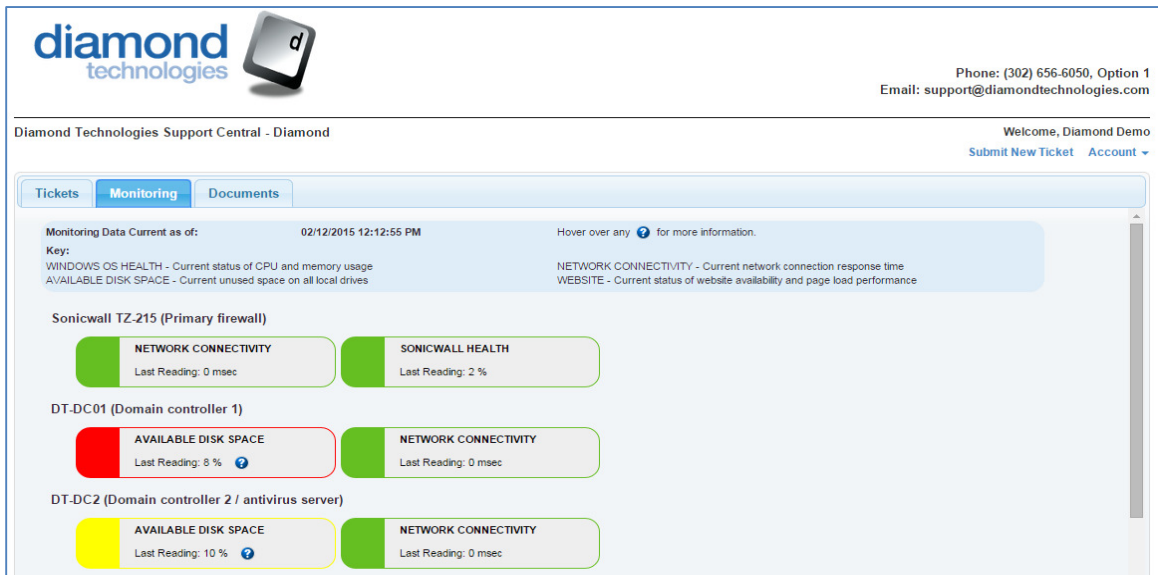 diamond
technologies
d
Phone: (302) 656-6050, Option 1
Email: support@diamondtechnologies.com
Diamond Technologies Support Central - Diamond
Welcome, Diamond Demo
Submit New Ticket Account
Tickets Monitoring Documents
Monitoring Data Current as of: 02/12/2015 12:12:55 PM Hover over any ? for more information.
Key:
WINDOWS OS HEALTH - Current status of CPU and memory usage NETWORK CONNECTIVITY - Current network connection response time
AVAILABLE DISK SPACE - Current unused space on all local drives WEBSITE - Current status of website availability and page load performance
Sonicwall TZ-215 (Primary firewall)
NETWORK CONNECTIVITY SONICWALL HEALTH
Last Reading: 0 msec Last Reading: 2 %
DT-DC01 (Domain controller 1)
AVAILABLE DISK SPACE NETWORK CONNECTIVITY
Last Reading: 8 % ? Last Reading: 0 msec
DT-DC2 (Domain controller 2 / antivirus server)
AVAILABLE DISK SPACE NETWORK CONNECTIVITY
Last Reading: 10 % ? Last Reading: 0 msec